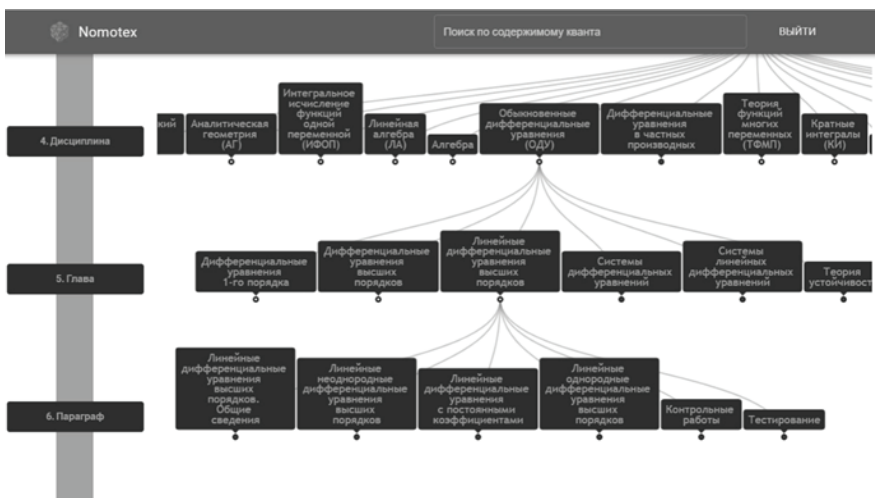 Nomotex
Поиск по содержимому кванта
ВЫЙТИ
4. Дисциплина
кий
Аналитическая
геометрия
(АГ)
Интегральное
исчисление
функций
одной
переменной
(ИФОП)
Линейная
алгебра
(ЛА)
Алгебра
Обыкновенные
дифференциальные
уравнения
(ОДУ)
Дифференциальные
уравнения
в частных
производных
Теория
функций
многих
переменных
(ТФМП)
Кратные
интегралы
(КИ)
5. Глава
Дифференциальные
уравнения
1-го порядка
Дифференциальные
уравнения
высших
порядков
Линейные
дифференциальные
уравнения
высших
порядков
Системы
дифференциальных
уравнений
Системы
линейных
дифференциальных
уравнений
Теория
устойчивост
6. Параграф
Линейные
дифференциальные
уравнения
высших
порядков.
Общие
сведения
Линейные
неоднородные
дифференциальные
уравнения
высших
порядков
Линейные
дифференциальные
уравнения
с постоянными
коэффициентами
Линейные
однородные
дифференциальные
уравнения
высших
порядков
Контрольные
работы
Тестирование